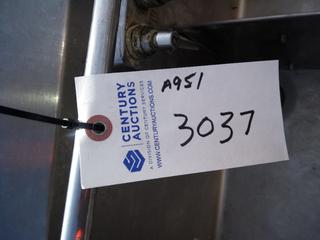 CENTURY
AUCTIONS
A DIVISION OF CENTURY SERVICES
WWW.CENTURYAUCTIONS.COM
A951
3037